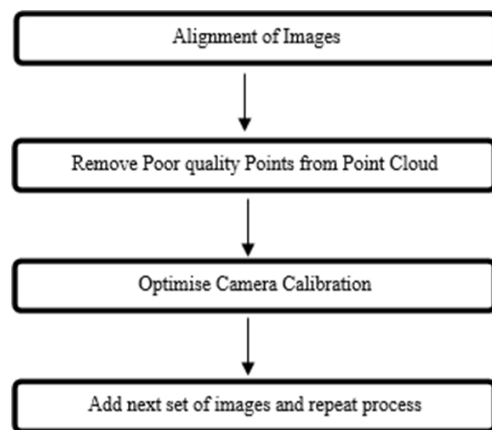 Alignment of Images
Remove Poor quality Points from Point Cloud
Optimise Camera Calibration
Add next set of images and repeat process